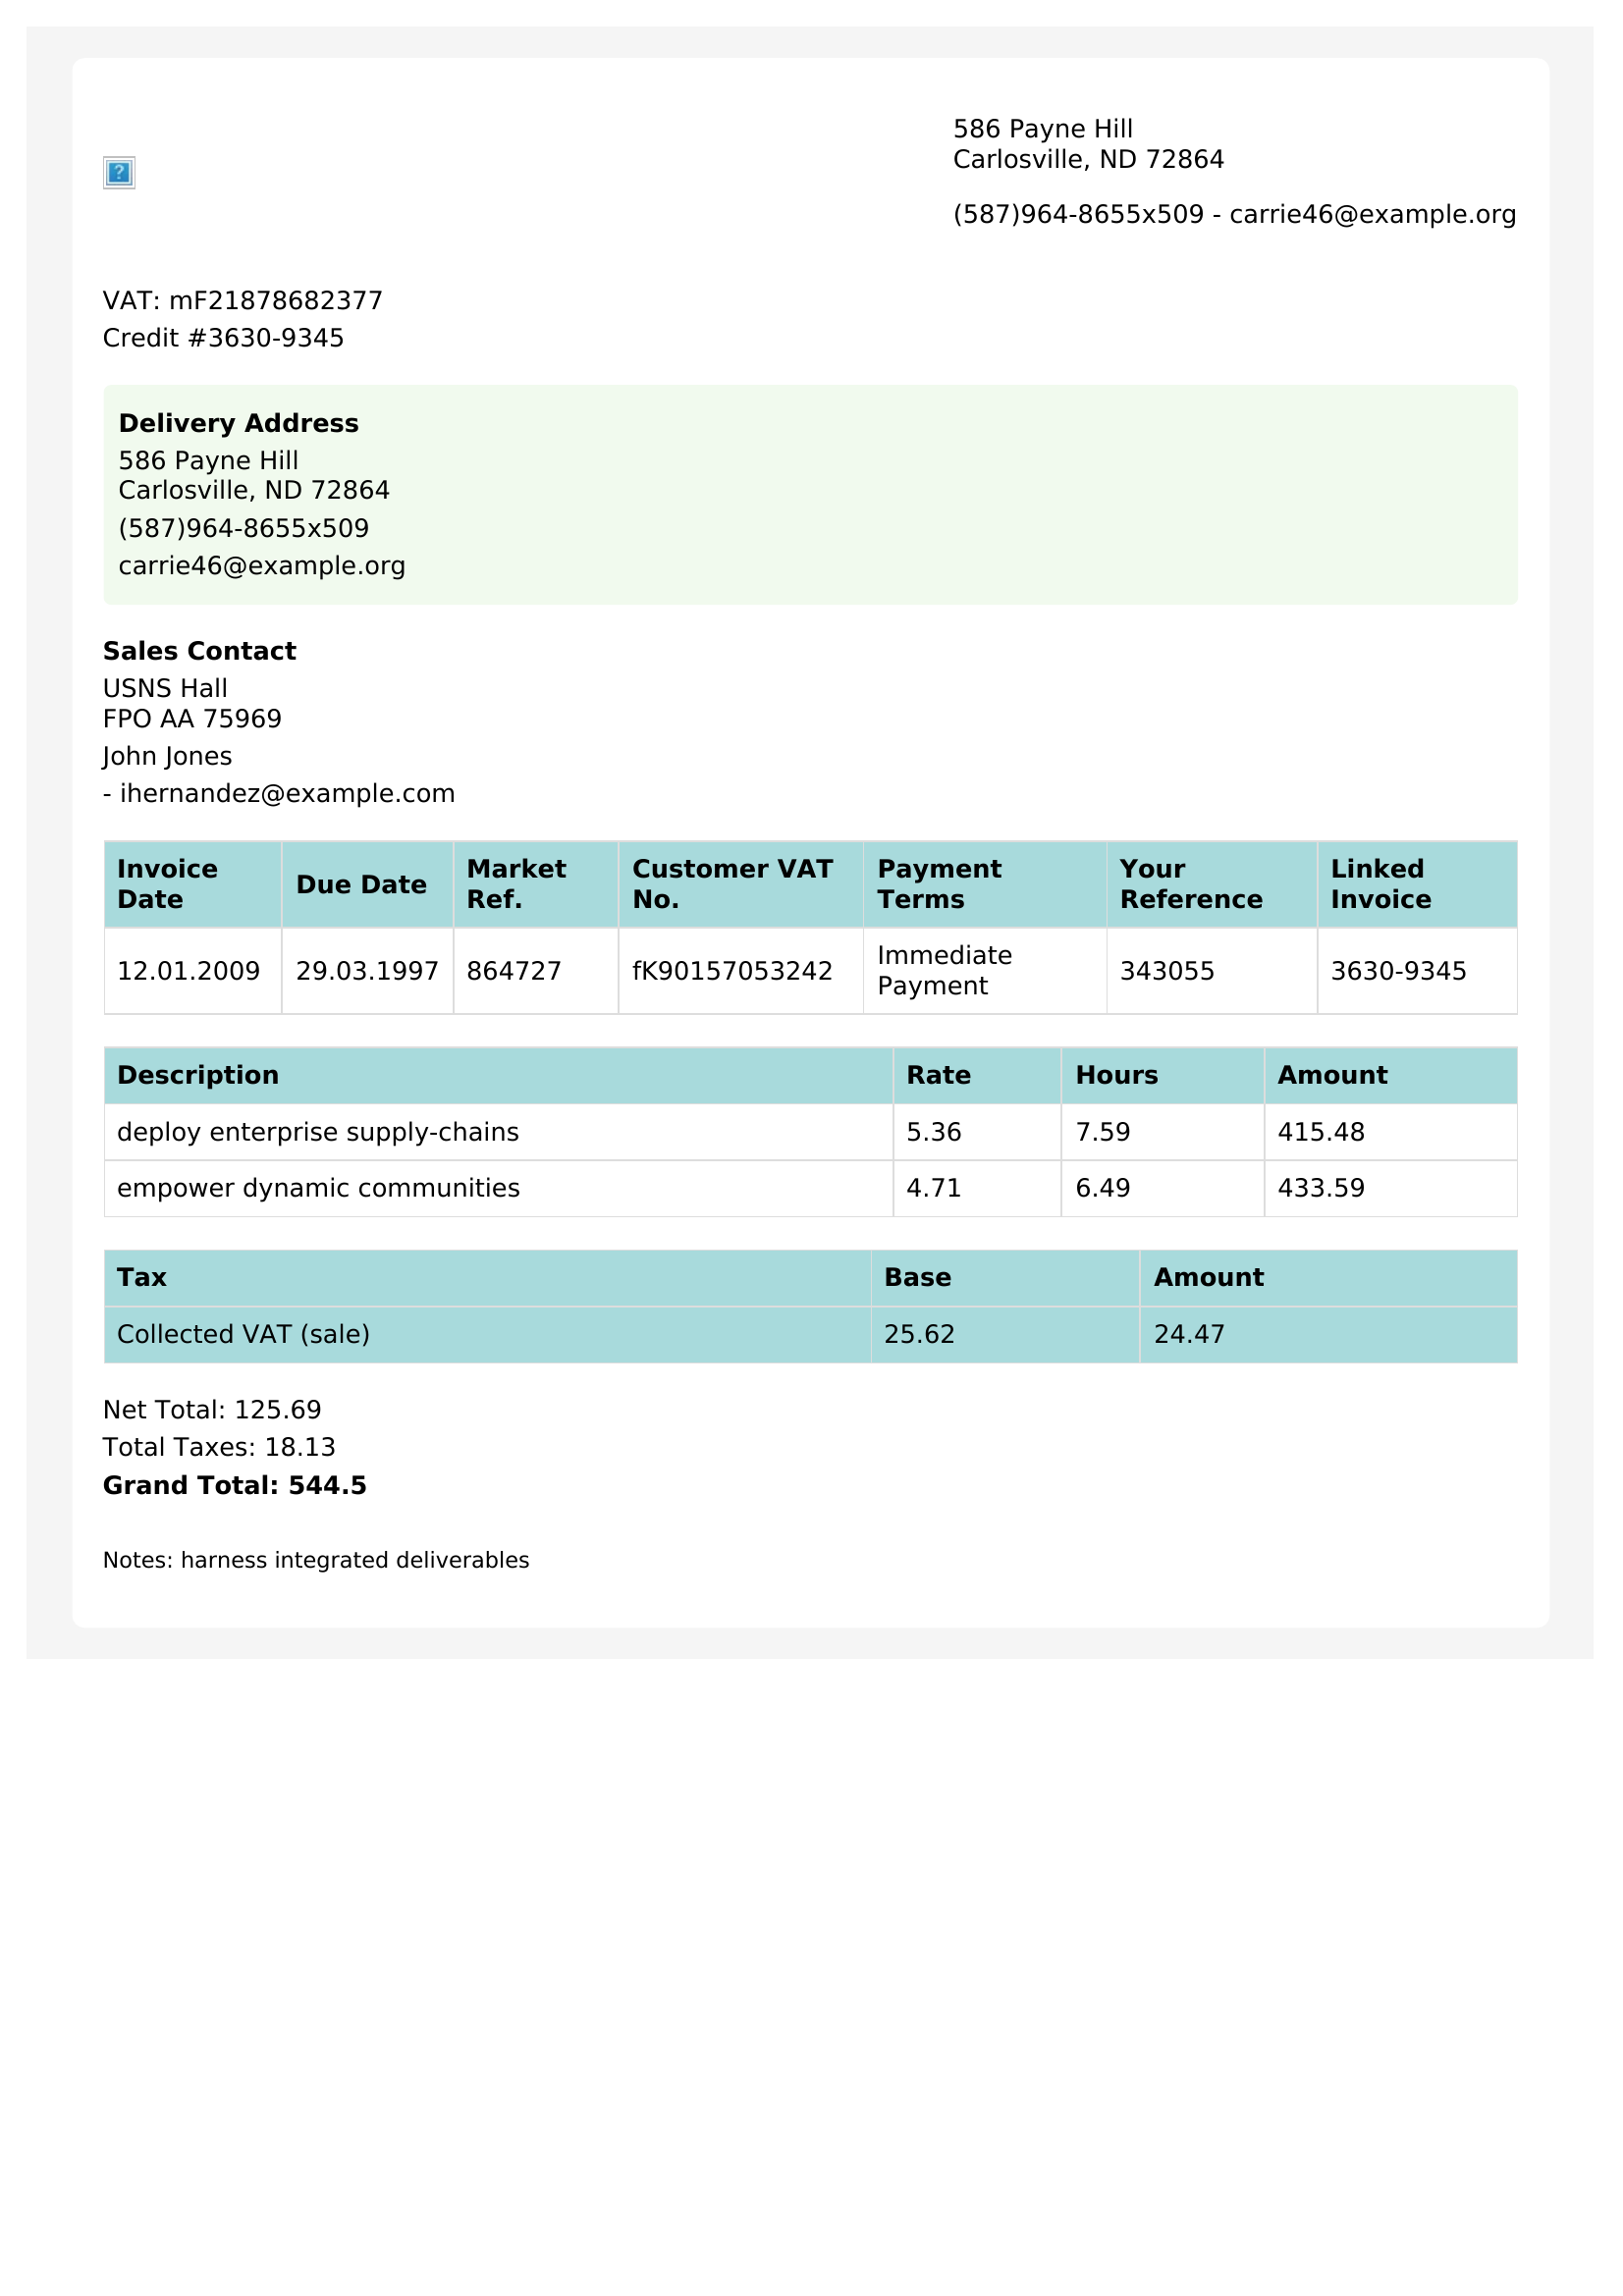 586 Payne Hill
Carlosville, ND 72864
(587)964-8655x509 - carrie46@example.org
VAT: mF21878682377
Credit #3630-9345
Delivery Address
586 Payne Hill
Carlosville, ND 72864
(587)964-8655x509
carrie46@example.org
Sales Contact
USNS Hall
FPO AA 75969
John Jones
- ihernandez@example.com
Invoice Date Due Date Market Ref. Customer VAT No. Payment Terms Your Reference Linked Invoice
12.01.2009 29.03.1997 864727 fK90157053242 Immediate Payment 343055 3630-9345
Description Rate Hours Amount
deploy enterprise supply-chains 5.36 7.59 415.48
empower dynamic communities 4.71 6.49 433.59
Tax Base Amount
Collected VAT (sale) 25.62 24.47
Net Total: 125.69
Total Taxes: 18.13
Grand Total: 544.5
Notes: harness integrated deliverables